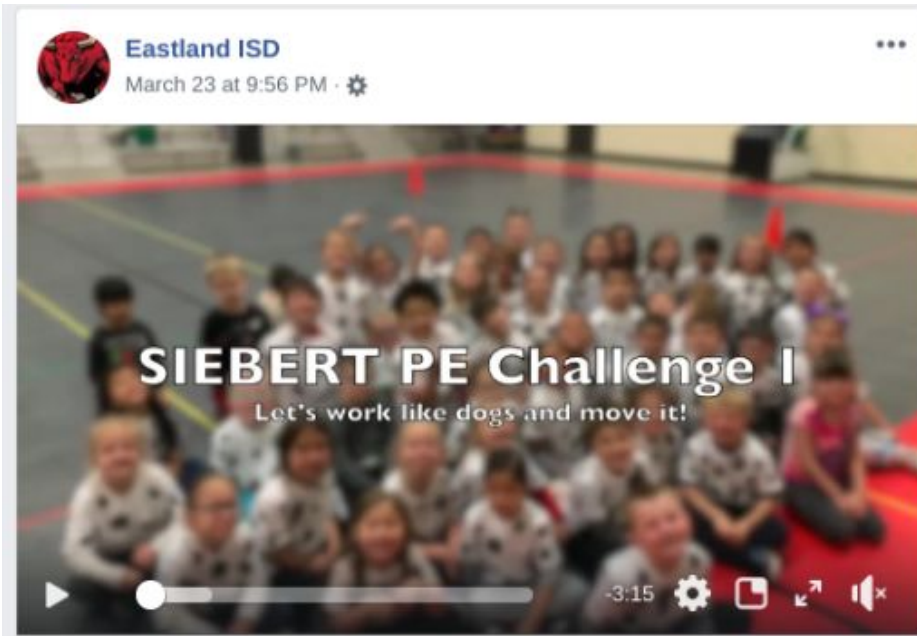 Eastland ISD
March 23 at 9:56 PM ·
SIEBERT PE Challenge 1
Let's work like dogs and move it!
-3:15